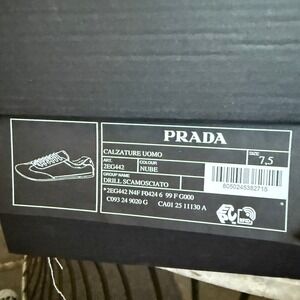 PRADA
CALZATURE UOMO
ART.
COLOUR
2EG442
NUBE
GROUP NAME
DRILL SCAMOSCIATO
*2EG442 N4F F0424 6 99 F G000
C093 24 9020 G CA01 25 11130 A
SIZE
7,5
8050245382715